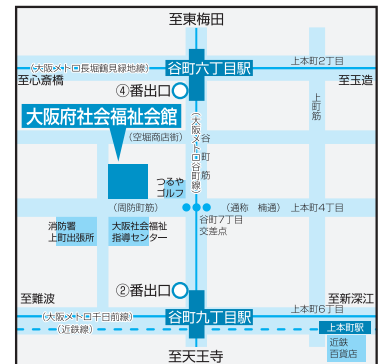 至東梅田
(大阪メトロ長堀鶴見緑地線)
谷町六丁目駅
上本町2丁目
至心斎橋
至玉造
④番出口
上町筋
大阪府社会福祉会館
(大阪メトロ谷町線)
谷町筋
(空堀商店街)
つるや
ゴルフ
(周防町筋)
(通称 楠通)
上本町4丁目
谷町7丁目
交差点
消防署
上町出張所
大阪社会福祉
指導センター
②番出口
至難波
至新深江
(大阪メトロ千日前線)
谷町九丁目駅
上本町6丁目
(近鉄線)
上本町駅
近鉄
百貨店
至天王寺